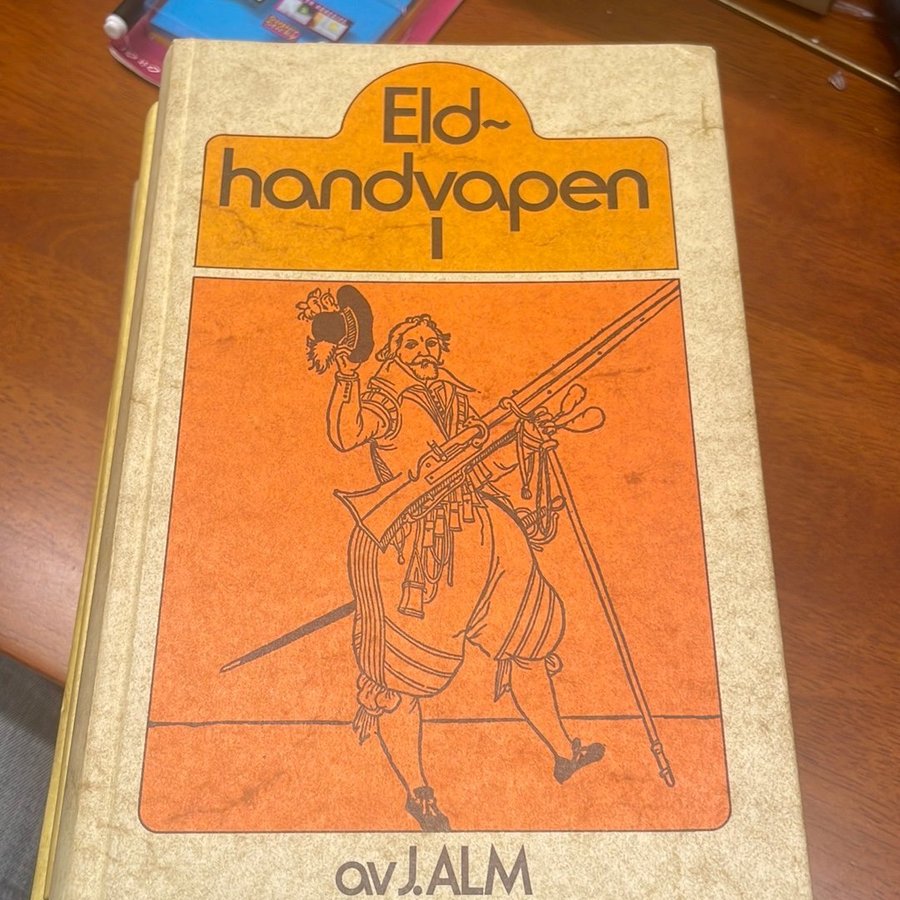 Eld~
handvapen
I
av J. ALM